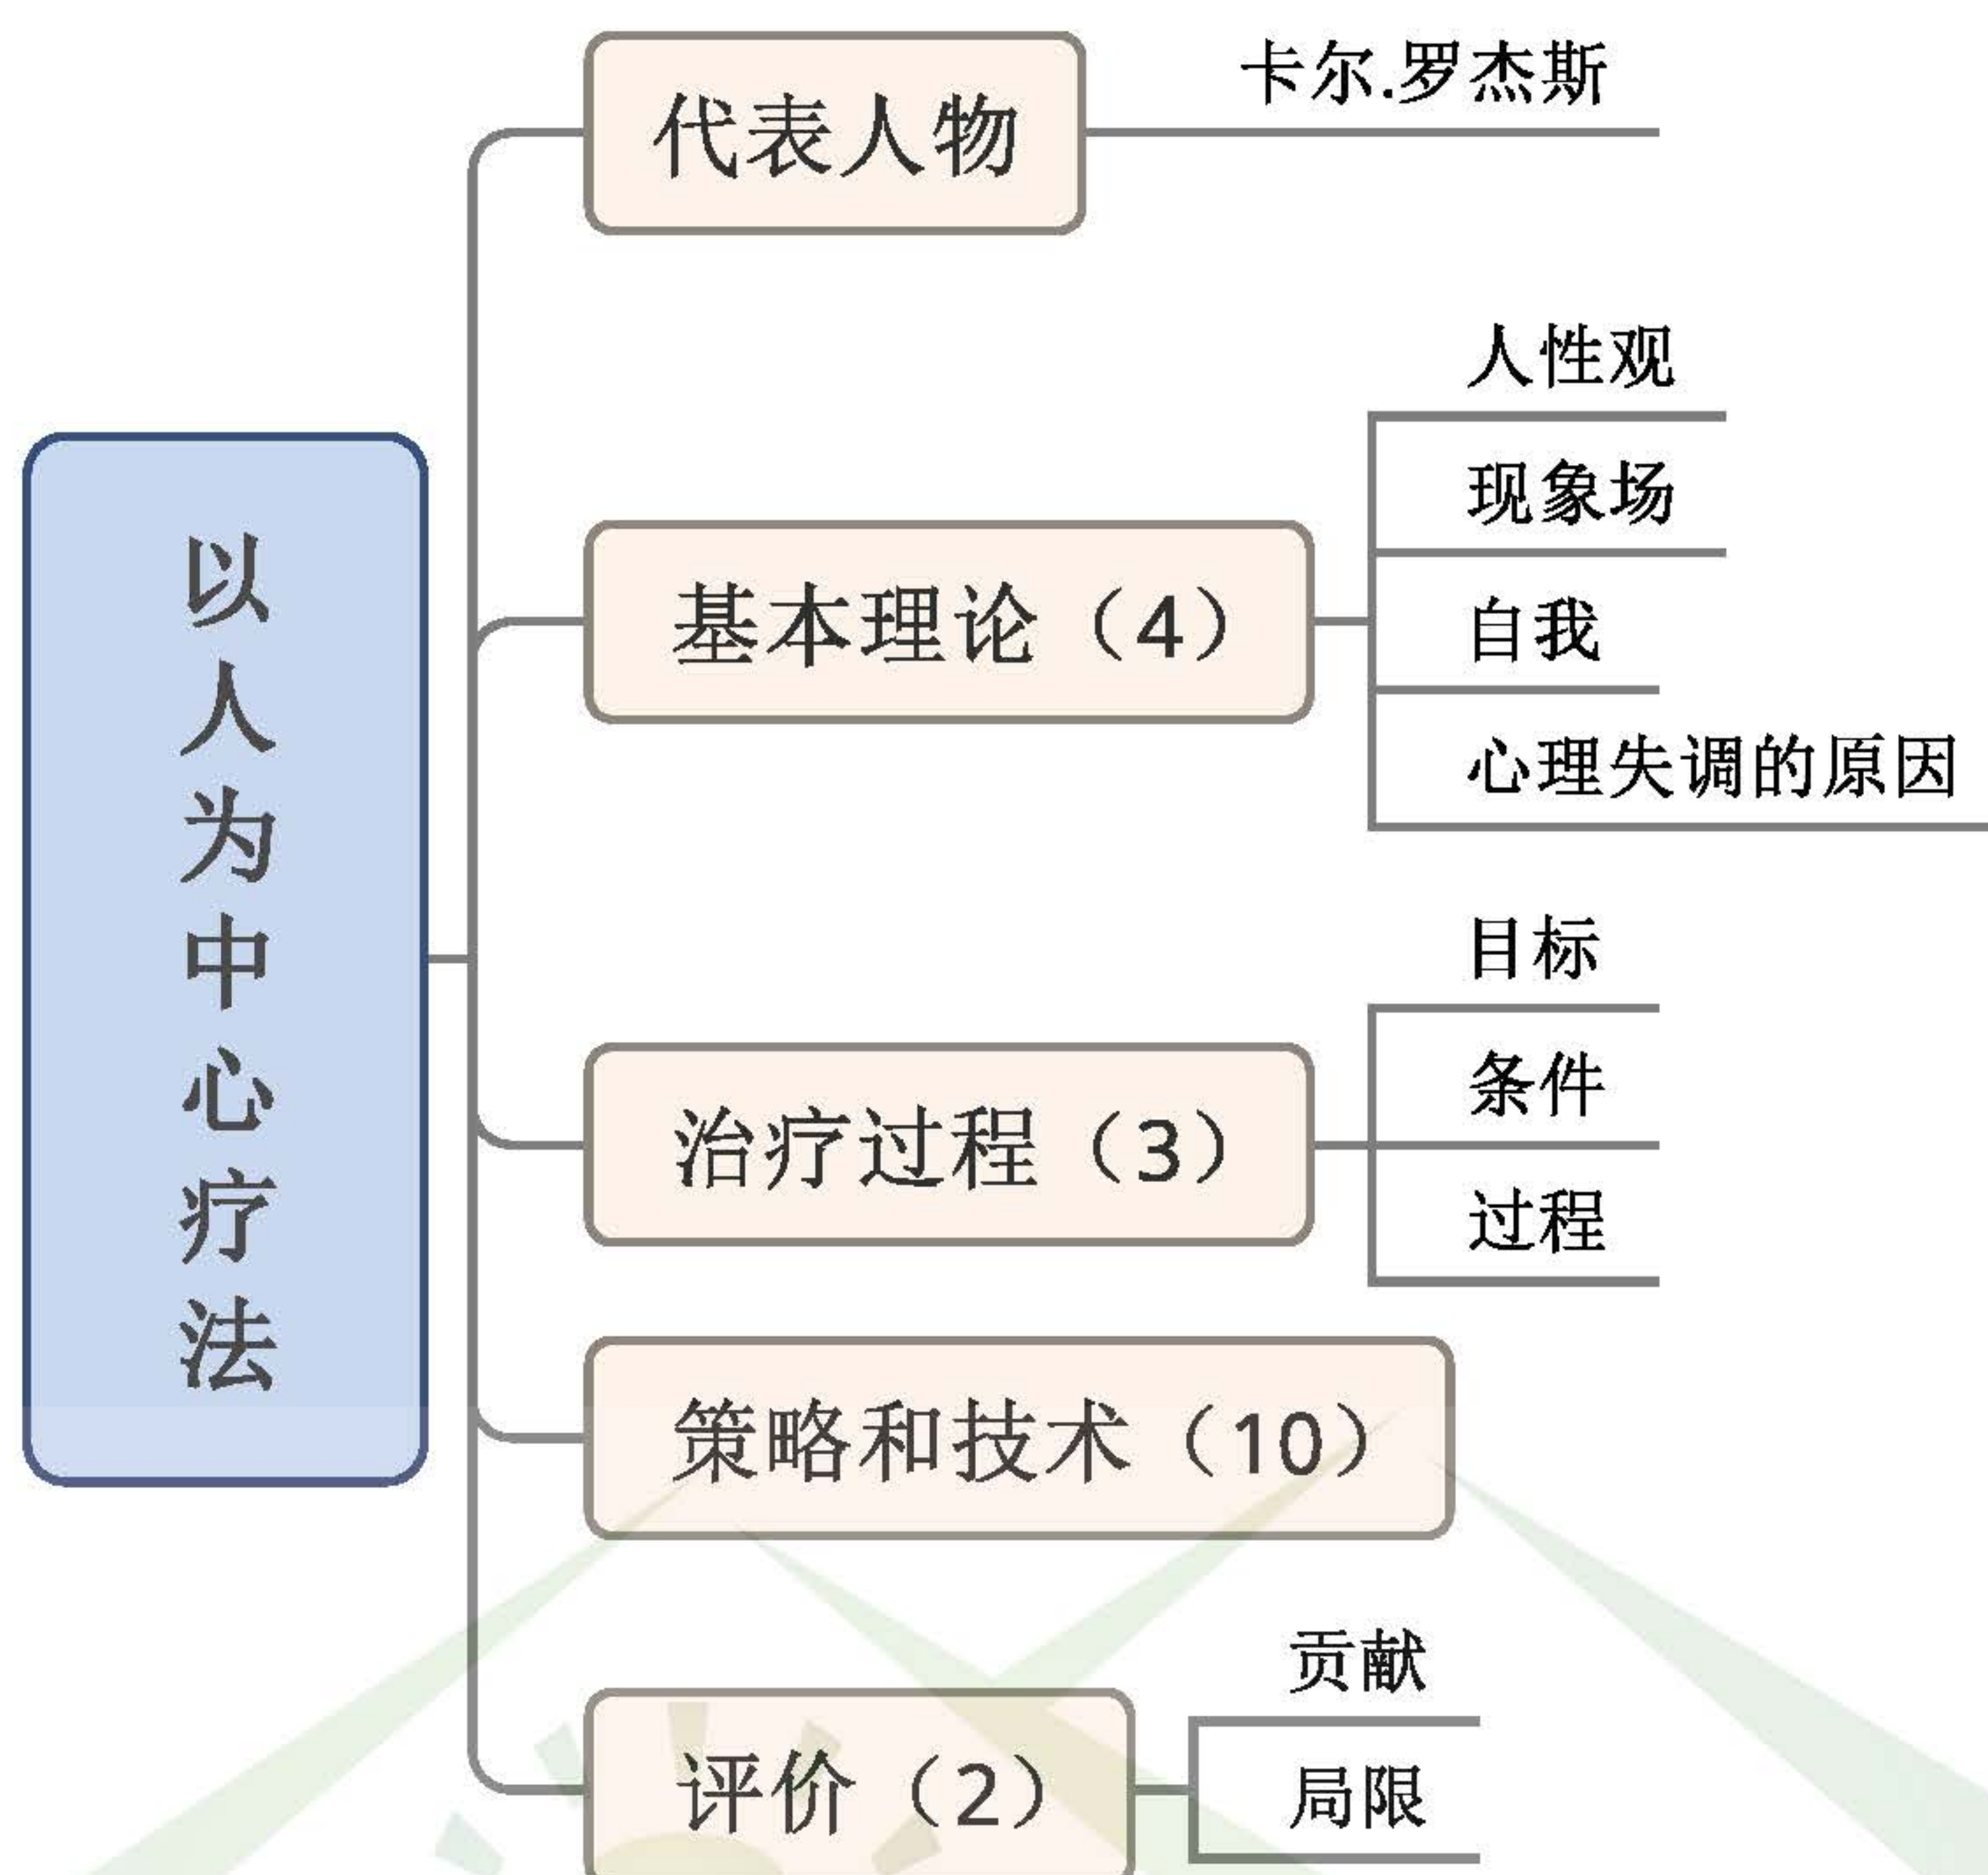 以人为中心疗法
代表人物
卡尔.罗杰斯
基本理论（4）
人性观
现象场
自我
心理失调的原因
治疗过程（3）
目标
条件
过程
策略和技术（10）
评价（2）
贡献
局限